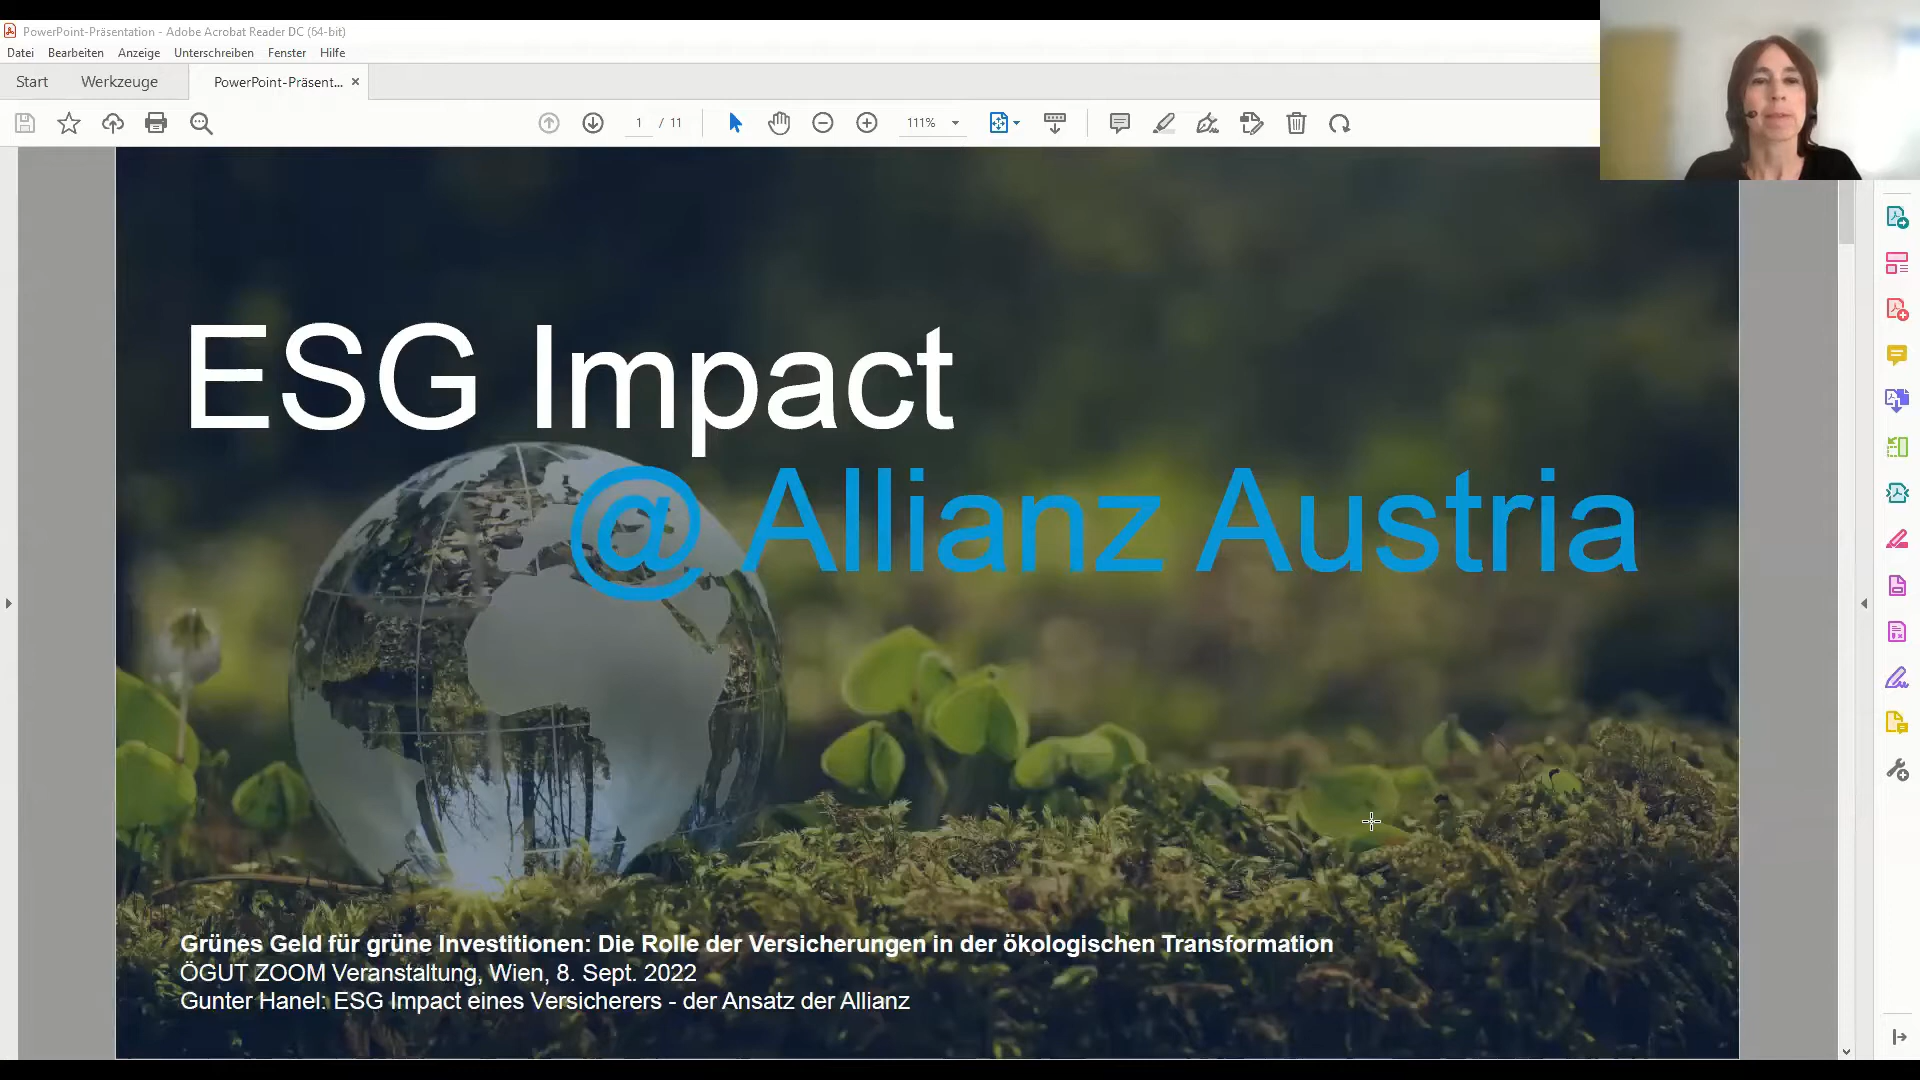 PowerPoint-Präsentation - Adobe Acrobat Reader DC (64-bit)
Datei Bearbeiten Anzeige Unterschreiben Fenster Hilfe
Start Werkzeuge PowerPoint-Präsent... ×
1 / 11 111%
ESG Impact
@ Allianz Austria
Grünes Geld für grüne Investitionen: Die Rolle der Versicherungen in der ökologischen Transformation
ÖGUT ZOOM Veranstaltung, Wien, 8. Sept. 2022
Gunter Hanel: ESG Impact eines Versicherers - der Ansatz der Allianz